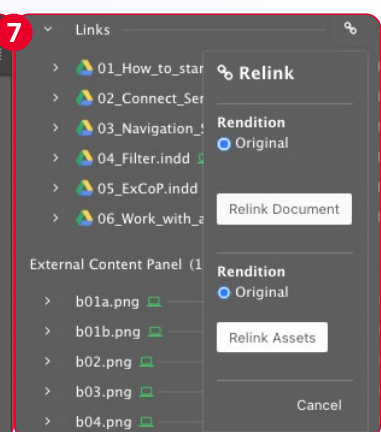 7
Links
01_How_to_star
02_Connect_Ser
03_Navigation_S
04_Filter.indd
05_ExCoP.indd
06_Work_with_a
External Content Panel (1
b01a.png
b01b.png
b02.png
b03.png
b04.png
Relink
Rendition
Original
Relink Document
Rendition
Original
Relink Assets
Cancel